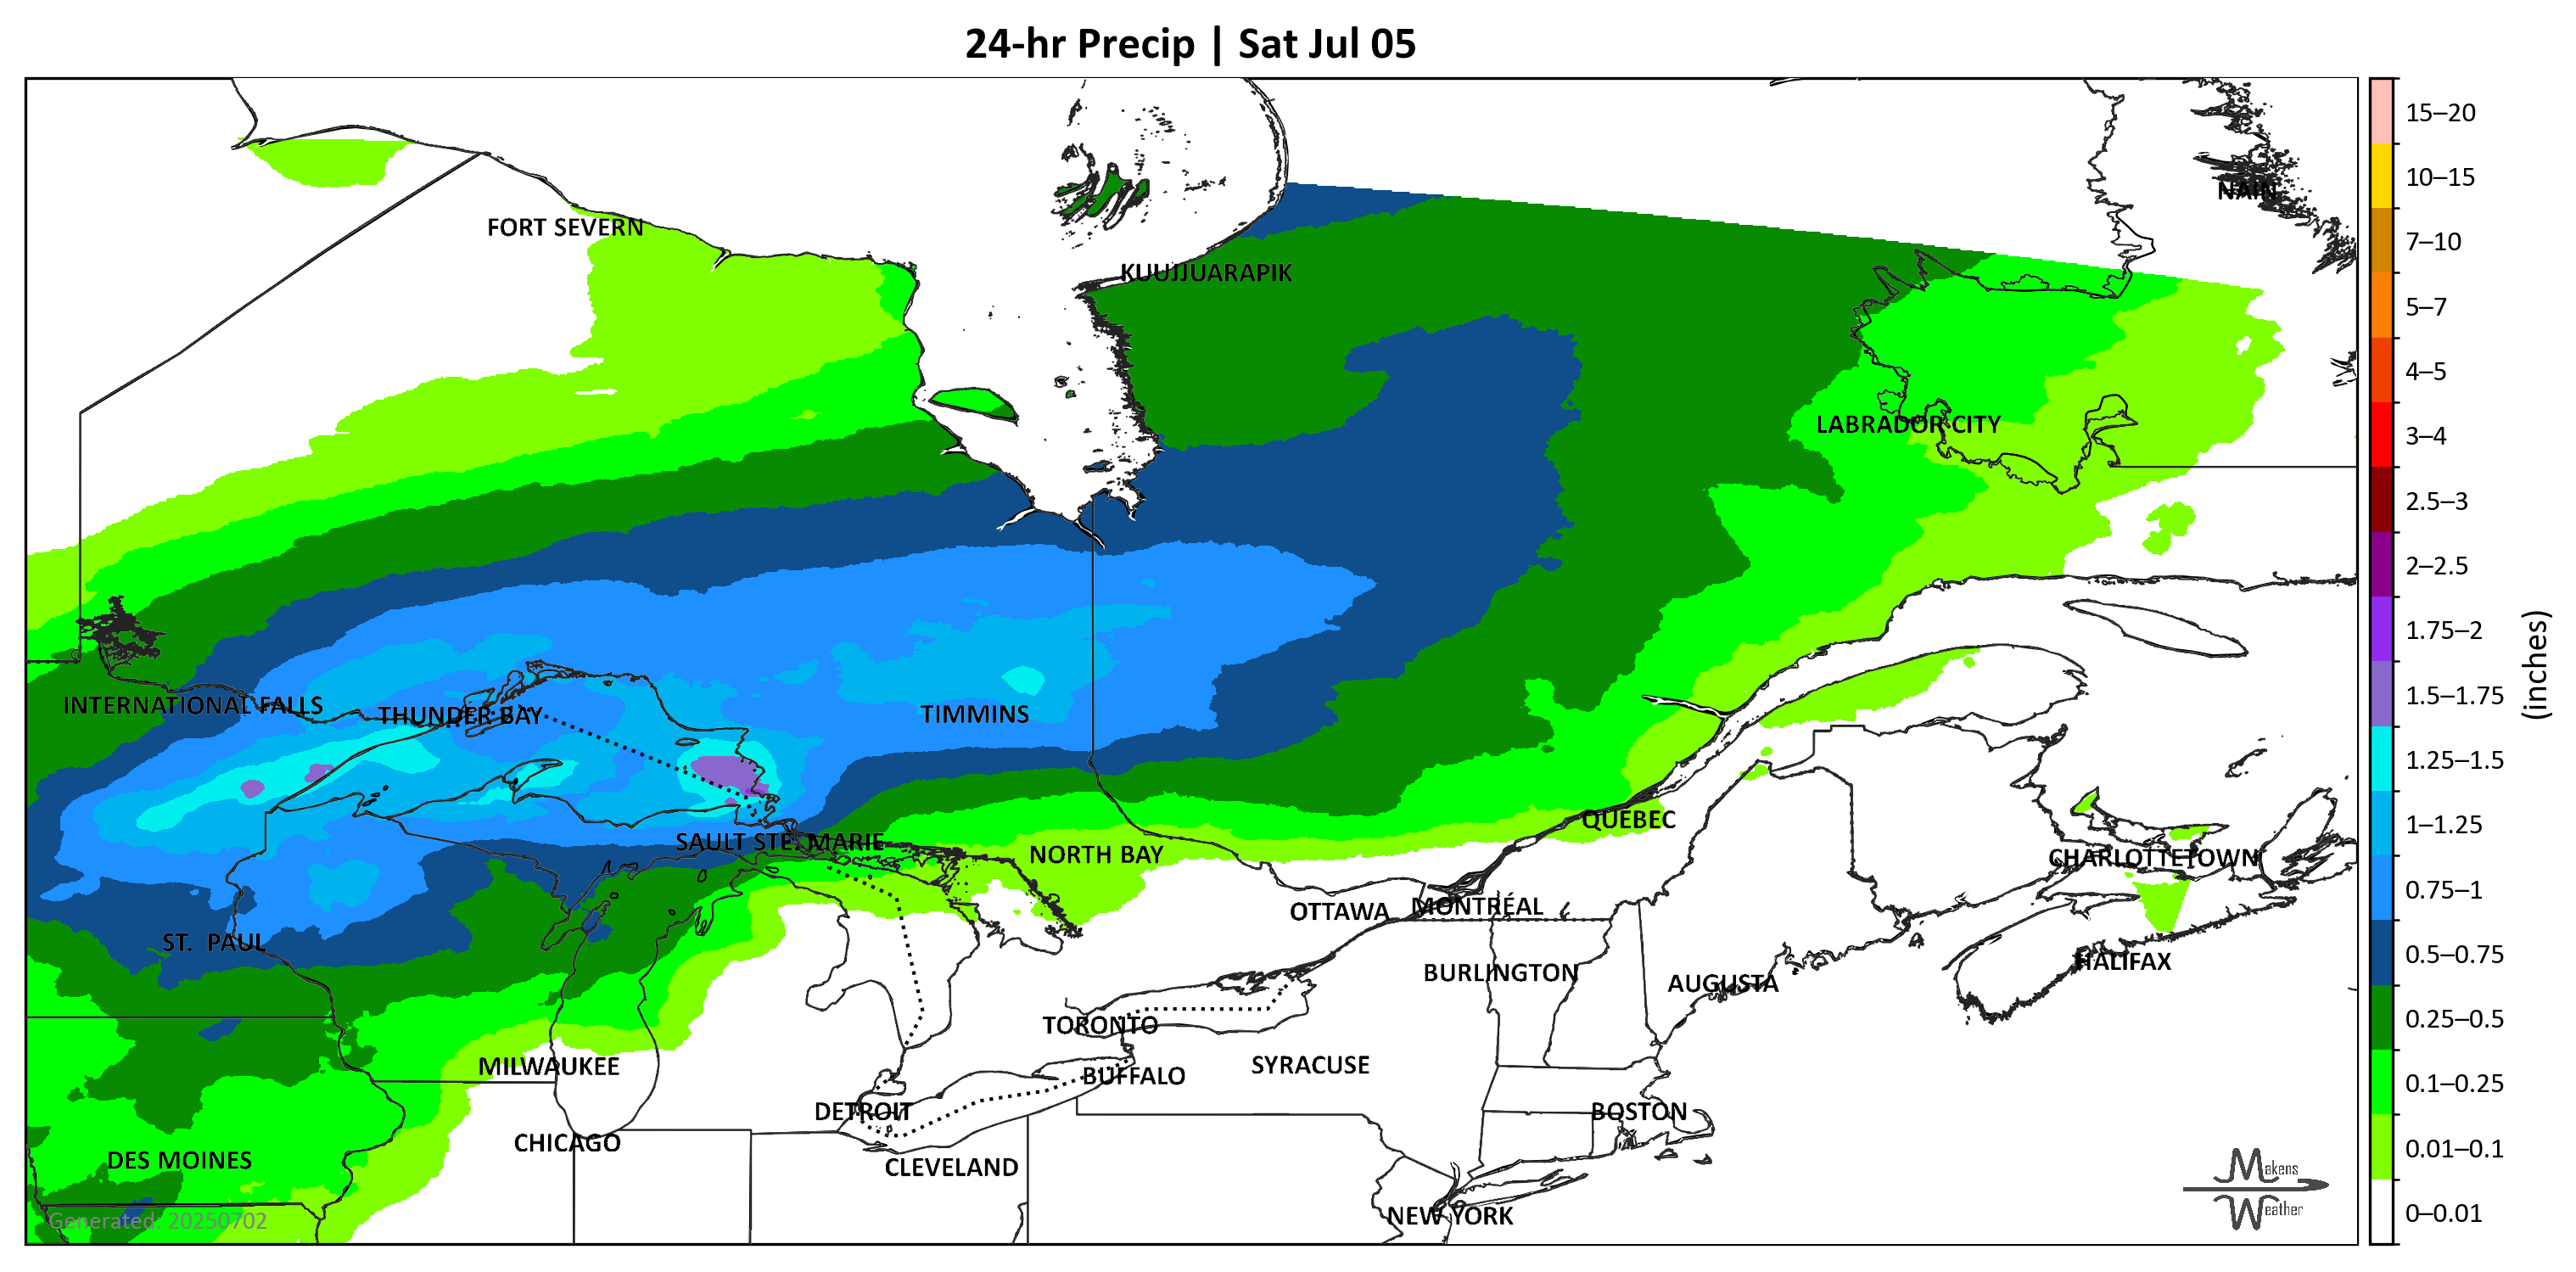 24-hr Precip | Sat Jul 05
15–20
10–15
7–10
5–7
4–5
3–4
2.5–3
2–2.5
1.75–2
1.5–1.75
1.25–1.5
1–1.25
0.75–1
0.5–0.75
0.25–0.5
0.1–0.25
0.01–0.1
0–0.01
(inches)
NAIN
FORT SEVERN
KUUJJUARAPIK
LABRADOR CITY
INTERNATIONAL FALLS
THUNDER BAY
TIMMINS
QUEBEC
SAULT STE. MARIE
NORTH BAY
CHARLOTTETOWN
OTTAWA
MONTRÉAL
ST. PAUL
HALIFAX
BURLINGTON
AUGUSTA
TORONTO
MILWAUKEE
SYRACUSE
BUFFALO
DETROIT
BOSTON
CHICAGO
DES MOINES
CLEVELAND
NEW YORK
Generated: 20250702
Makens
Weather